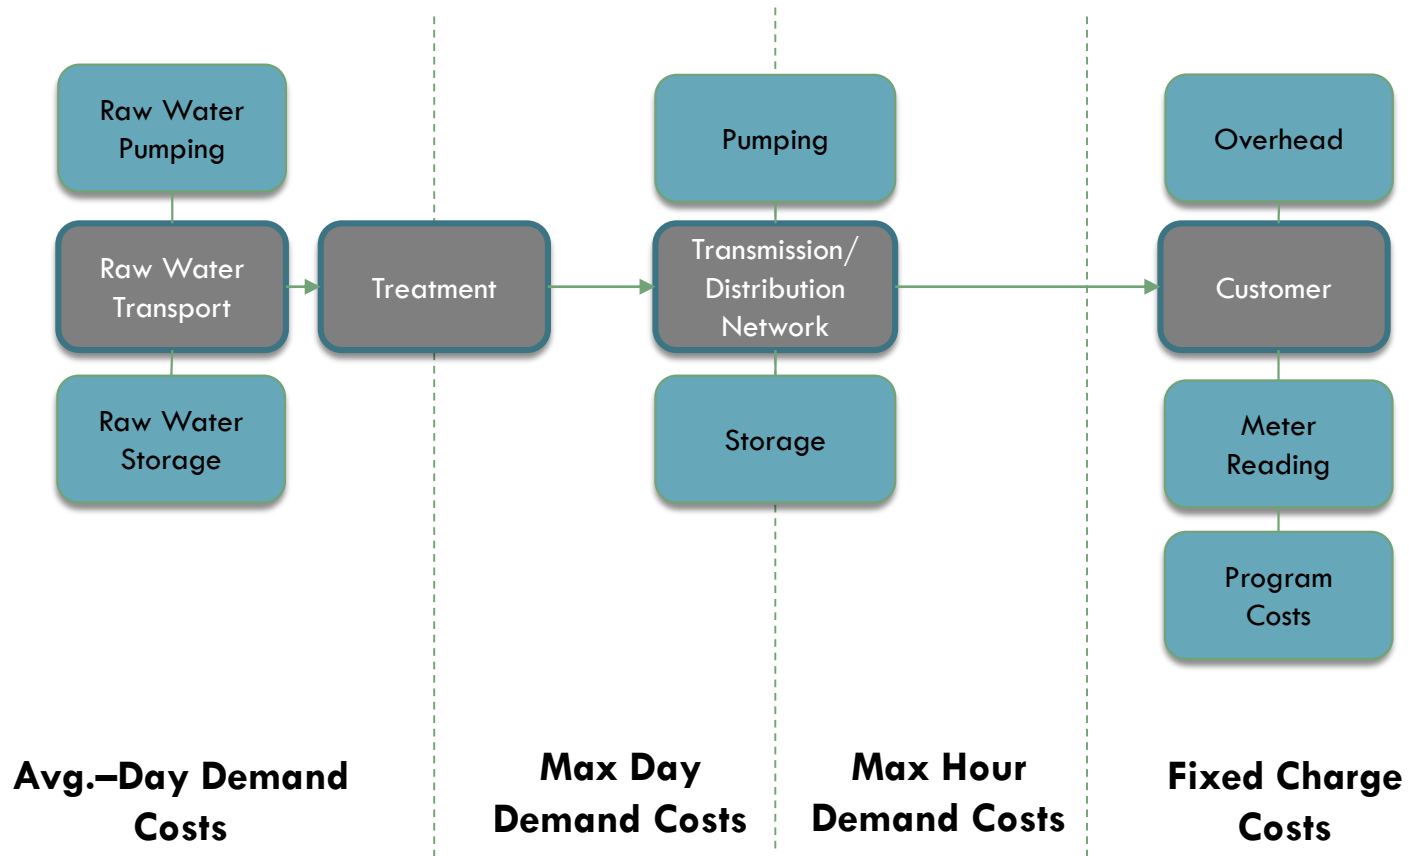 Raw Water
Pumping
Pumping
Overhead
Raw Water
Transport
Treatment
Transmission/
Distribution
Network
Customer
Raw Water
Storage
Storage
Meter
Reading
Program
Costs
Avg.–Day Demand
Costs
Max Day
Demand Costs
Max Hour
Demand Costs
Fixed Charge
Costs